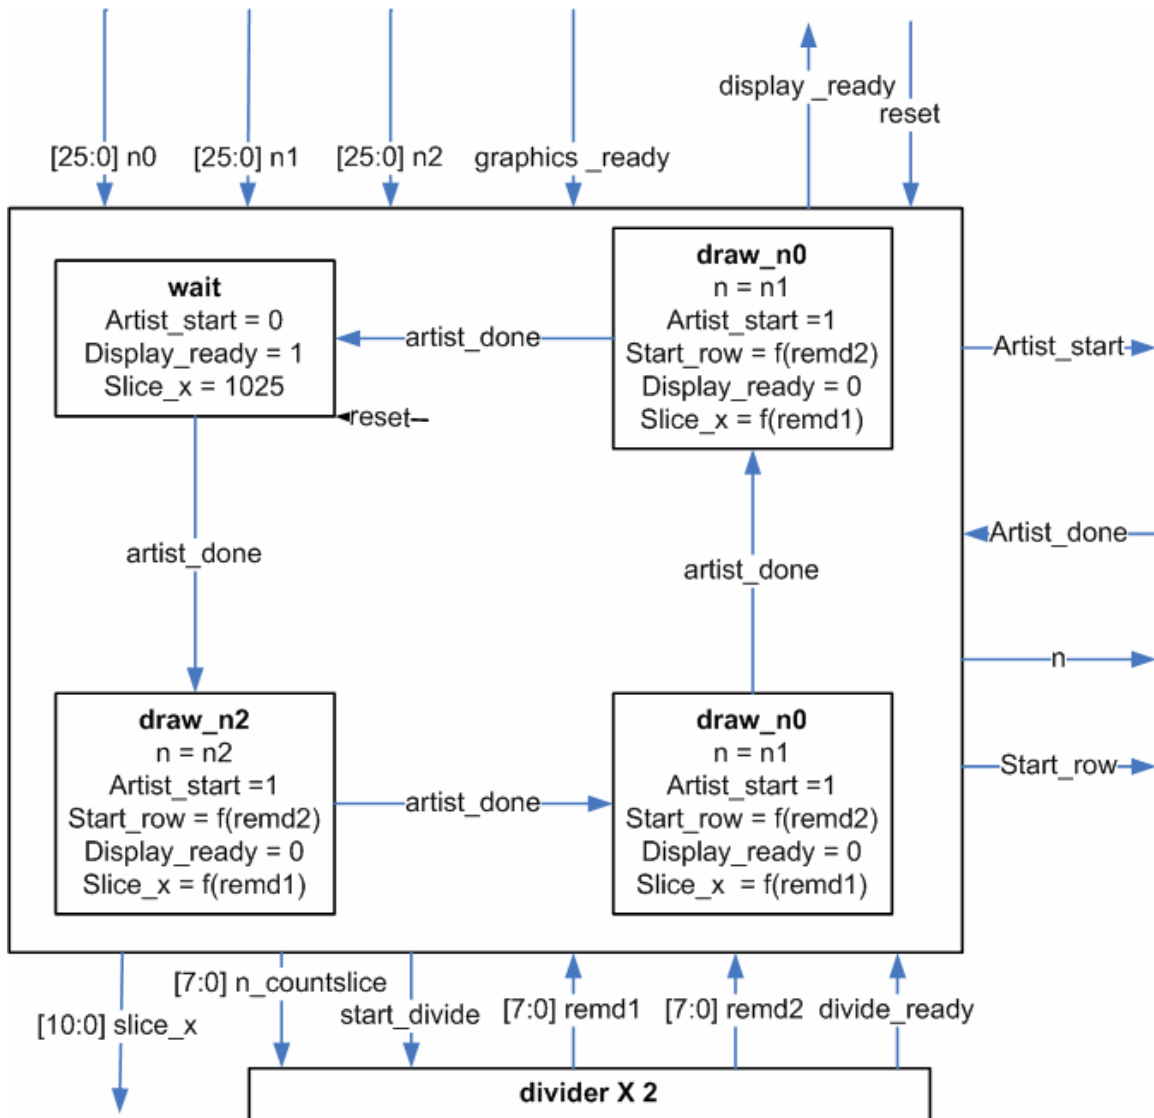 display _ready
reset
[25:0] n0
[25:0] n1
[25:0] n2
graphics _ready
wait
Artist_start = 0
Display_ready = 1
Slice_x = 1025
reset
artist_done
draw_n0
n = n1
Artist_start =1
Start_row = f(remd2)
Display_ready = 0
Slice_x = f(remd1)
Artist_start
artist_done
artist_done
Artist_done
n
draw_n2
n = n2
Artist_start =1
Start_row = f(remd2)
Display_ready = 0
Slice_x = f(remd1)
artist_done
draw_n0
n = n1
Artist_start =1
Start_row = f(remd2)
Display_ready = 0
Slice_x = f(remd1)
Start_row
[10:0] slice_x
[7:0] n_countslice
start_divide
[7:0] remd1
[7:0] remd2
divide_ready
divider X 2